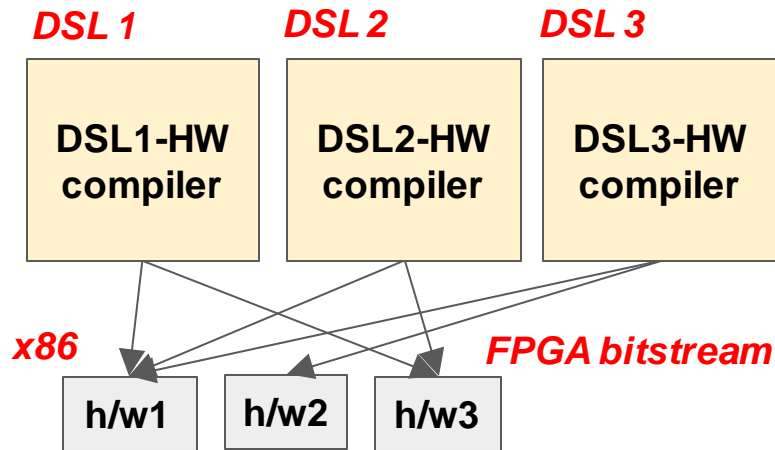 DSL 1
DSL 2
DSL 3
DSL1-HW
compiler
DSL2-HW
compiler
DSL3-HW
compiler
x86
FPGA bitstream
h/w1
h/w2
h/w3